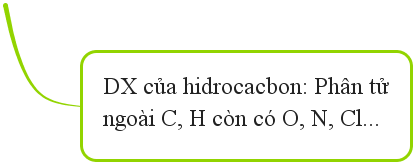 DX của hidrocacbon: Phân tử
ngoài C, H còn có O, N, Cl...